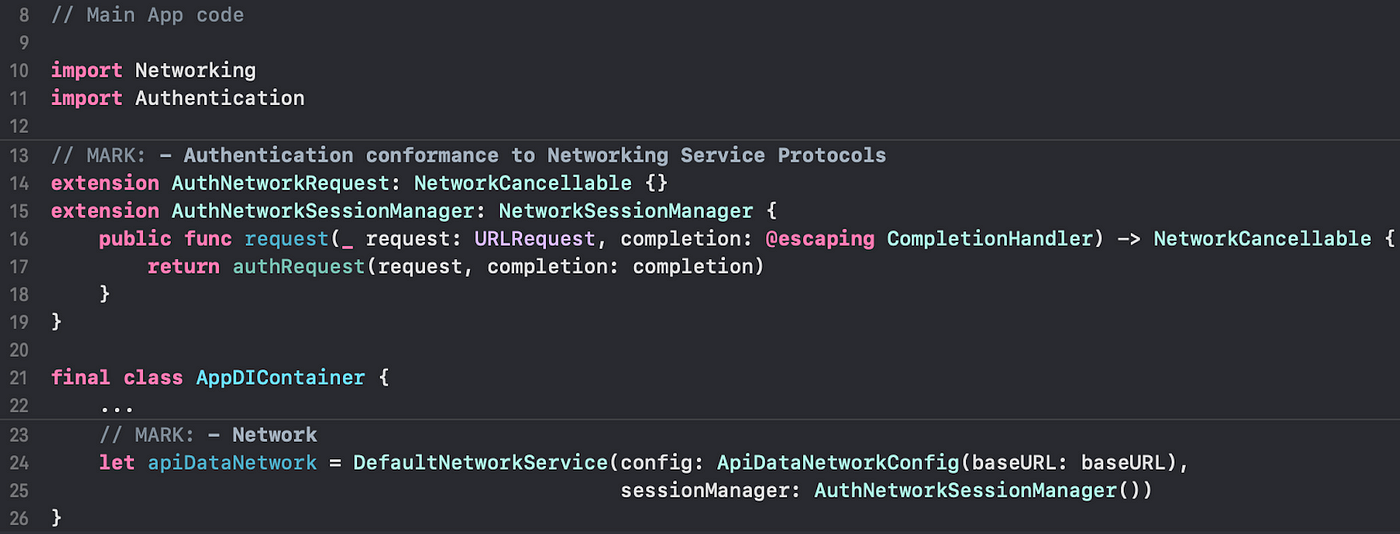 8 // Main App code
9
10 import Networking
11 import Authentication
12
13 // MARK: – Authentication conformance to Networking Service Protocols
14 extension AuthNetworkRequest: NetworkCancellable {}
15 extension AuthNetworkSessionManager: NetworkSessionManager {
16     public func request(_ request: URLRequest, completion: @escaping CompletionHandler) –> NetworkCancellable {
17         return authRequest(request, completion: completion)
18     }
19 }
20
21 final class AppDIContainer {
22     ...
23     // MARK: – Network
24     let apiDataNetwork = DefaultNetworkService(config: ApiDataNetworkConfig(baseURL: baseURL),
25                                                sessionManager: AuthNetworkSessionManager())
26 }